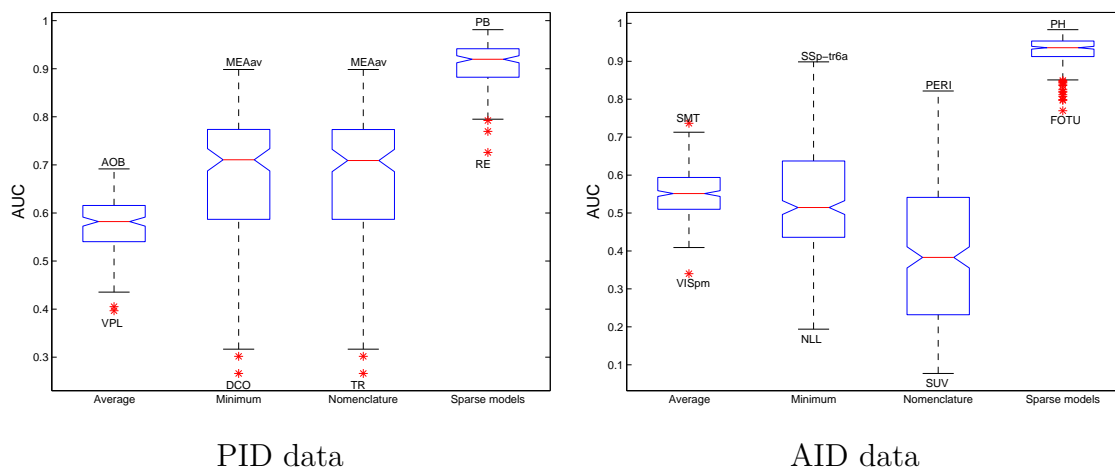 1
0.9
0.8
0.7
0.6
0.5
0.4
0.3
AUC
AOB
VPL
MEAav
DCO
MEAav
TR
PB
RE
Average Minimum Nomenclature Sparse models
PID data
1
0.9
0.8
0.7
0.6
0.5
0.4
0.3
0.2
0.1
AUC
SMT
VISpm
SSp−tr6a
NLL
PERI
SUV
PH
FOTU
Average Minimum Nomenclature Sparse models
AID data